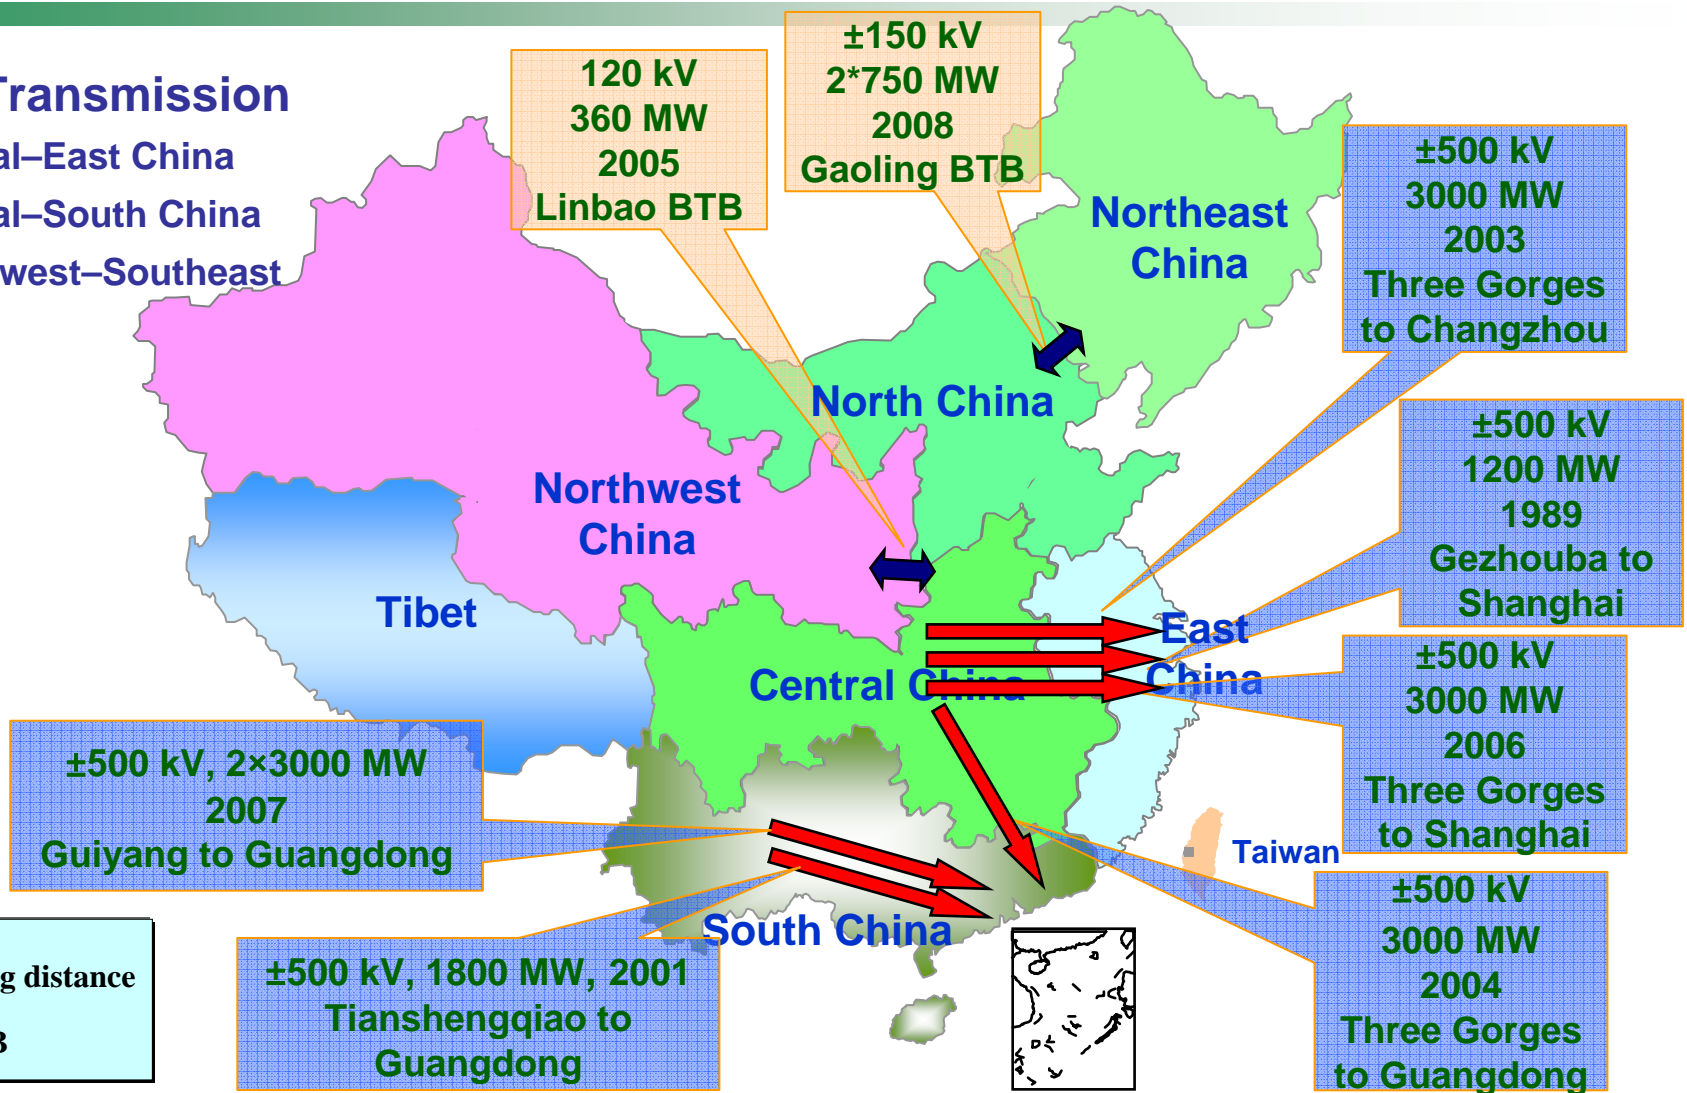 Transmission
al–East China
al–South China
west–Southeast
120 kV
360 MW
2005
Linbao BTB
±150 kV
2*750 MW
2008
Gaoling BTB
Northeast
China
±500 kV
3000 MW
2003
Three Gorges
to Changzhou
North China
±500 kV
1200 MW
1989
Gezhouba to
Shanghai
Northwest
China
Tibet
East
China
Central China
±500 kV
3000 MW
2006
Three Gorges
to Shanghai
±500 kV, 2×3000 MW
2007
Guiyang to Guangdong
Taiwan
South China
±500 kV
3000 MW
2004
Three Gorges
to Guangdong
±500 kV, 1800 MW, 2001
Tianshengqiao to
Guangdong
g distance
B